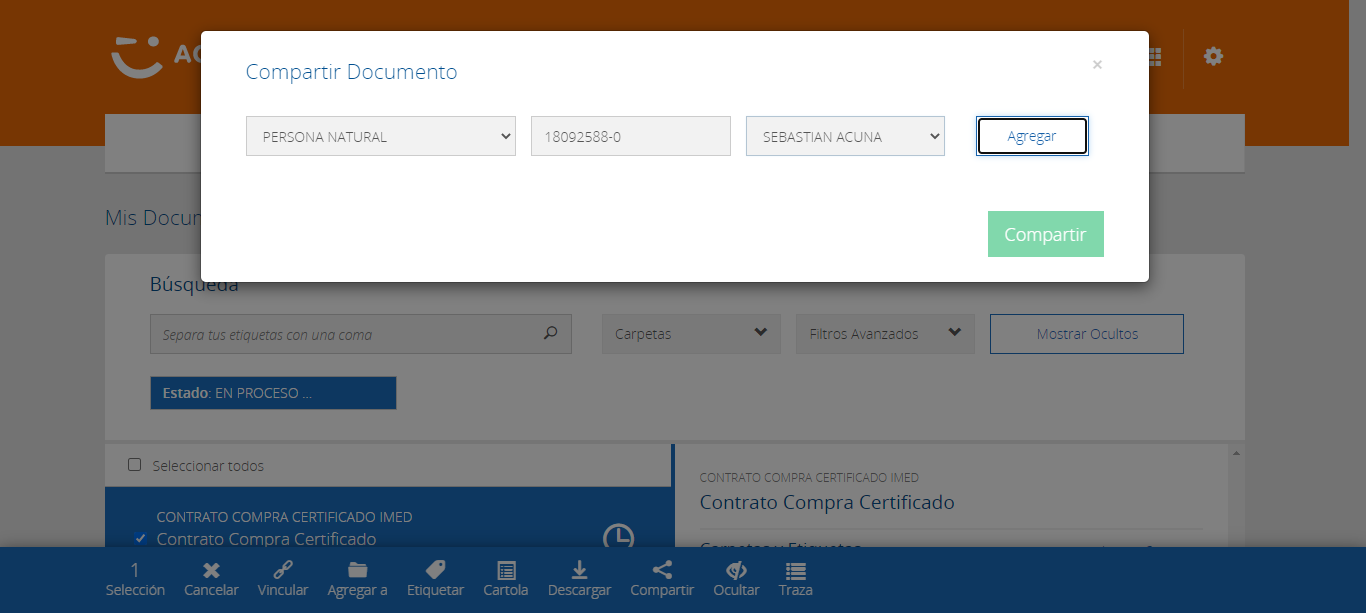 Compartir Documento
×
PERSONA NATURAL
18092588-0
SEBASTIAN ACUNA
Agregar
Compartir
Mis Docum
Búsqueda
Separa tus etiquetas con una coma
Carpetas
Filtros Avanzados
Mostrar Ocultos
Estado: EN PROCESO ...
Seleccionar todos
CONTRATO COMPRA CERTIFICADO IMED
Contrato Compra Certificado
CONTRATO COMPRA CERTIFICADO IMED
Contrato Compra Certificado
Carpetas y Etiquetas
1
Selección
Cancelar
Vincular
Agregar a
Etiquetar
Cartola
Descargar
Compartir
Ocultar
Traza